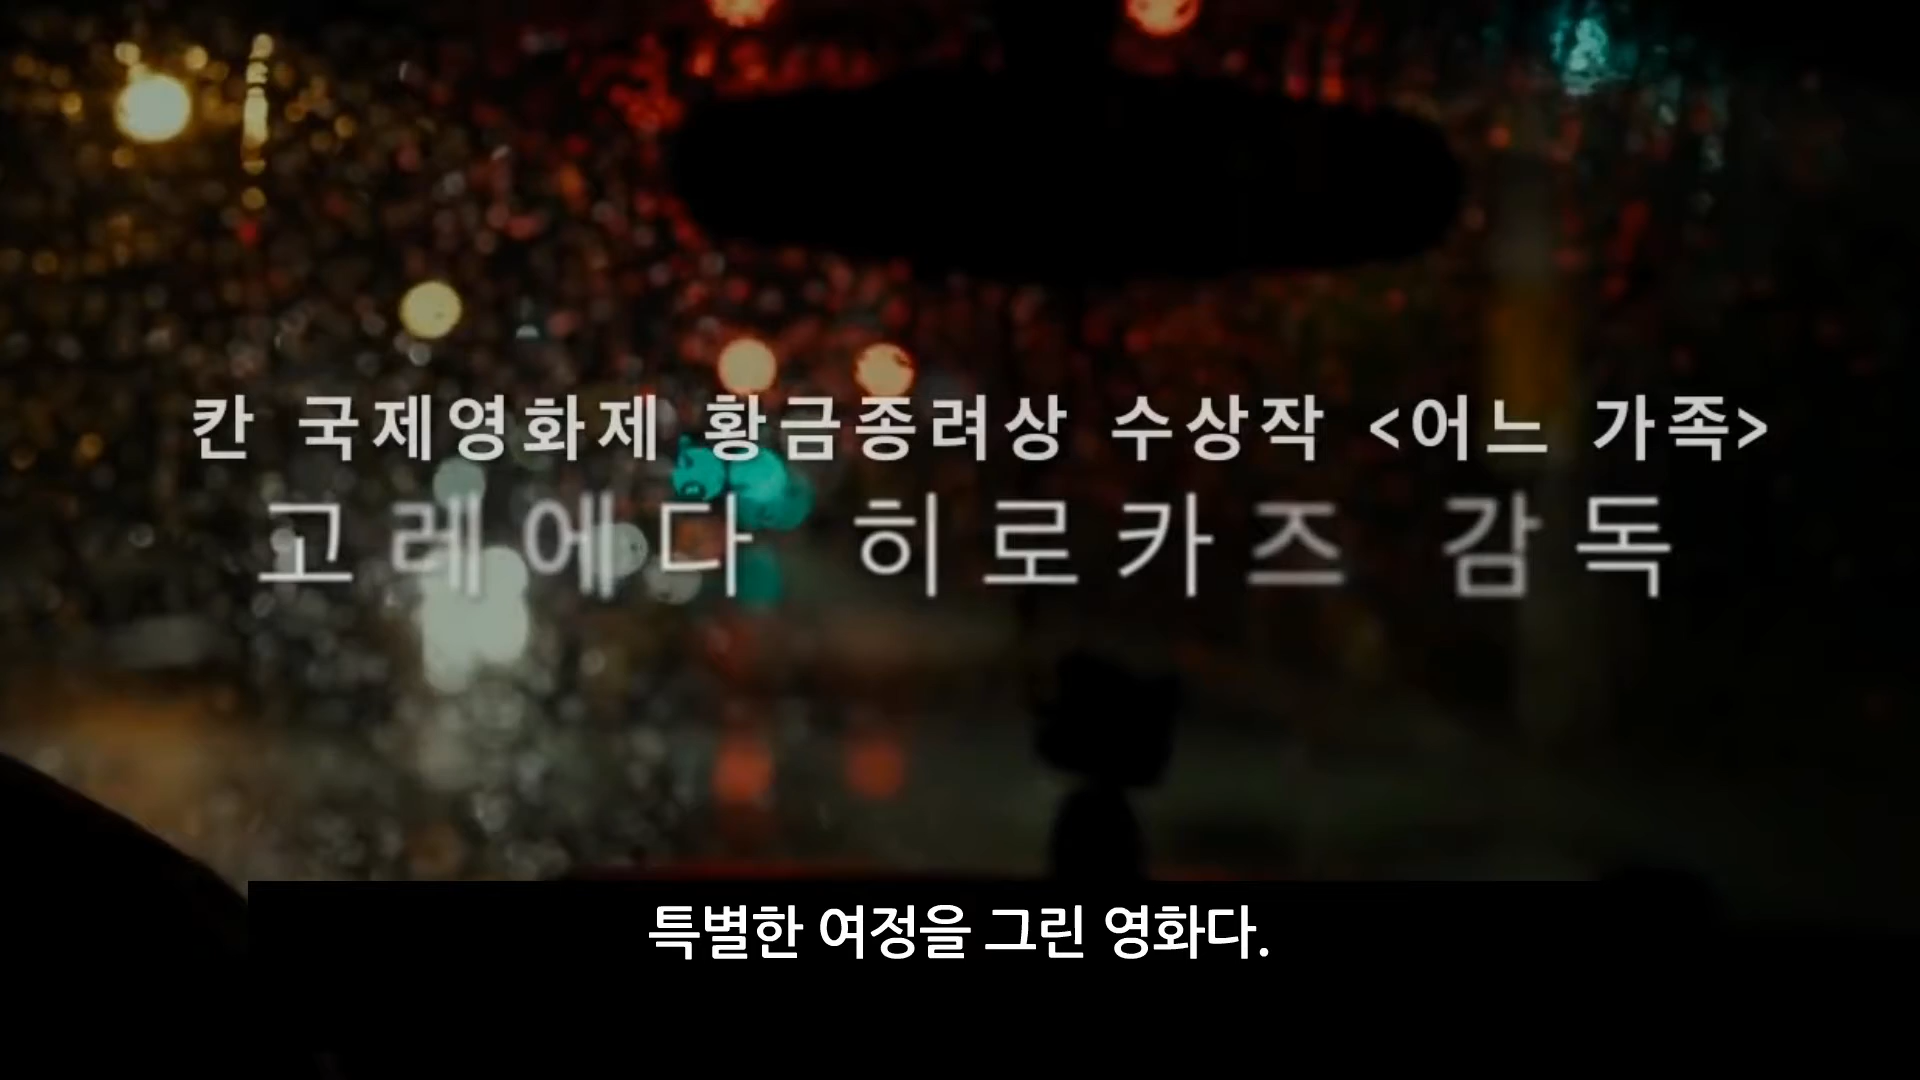 칸 국제영화제 황금종려상 수상작 <어느 가족>
고레에다 히로카즈 감독
특별한 여정을 그린 영화다.